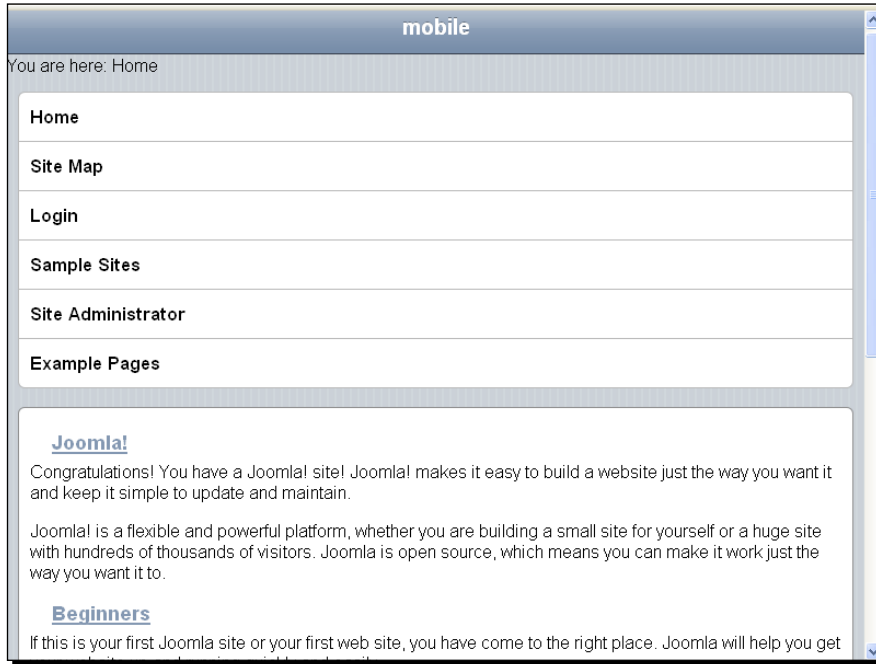 mobile
You are here: Home
Home
Site Map
Login
Sample Sites
Site Administrator
Example Pages
Joomla!
Congratulations! You have a Joomla! site! Joomla! makes it easy to build a website just the way you want it
and keep it simple to update and maintain.
Joomla! is a flexible and powerful platform, whether you are building a small site for yourself or a huge site
with hundreds of thousands of visitors. Joomla is open source, which means you can make it work just the
way you want it to.
Beginners
If this is your first Joomla site or your first web site, you have come to the right place. Joomla will help you get